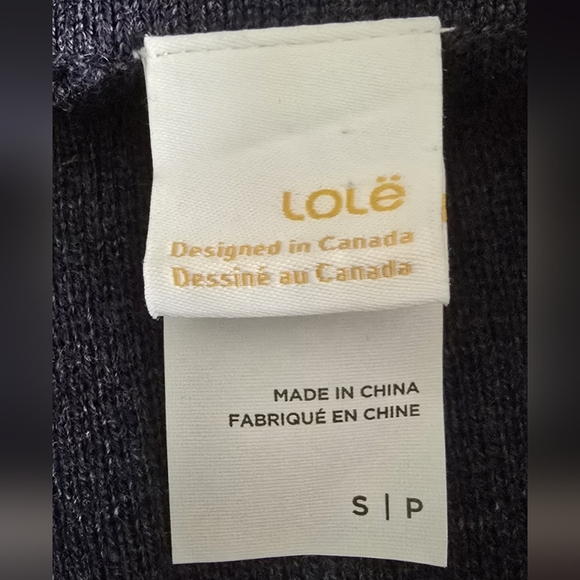 Lolë
Designed in Canada
Dessiné au Canada
MADE IN CHINA
FABRIQUÉ EN CHINE
S | P